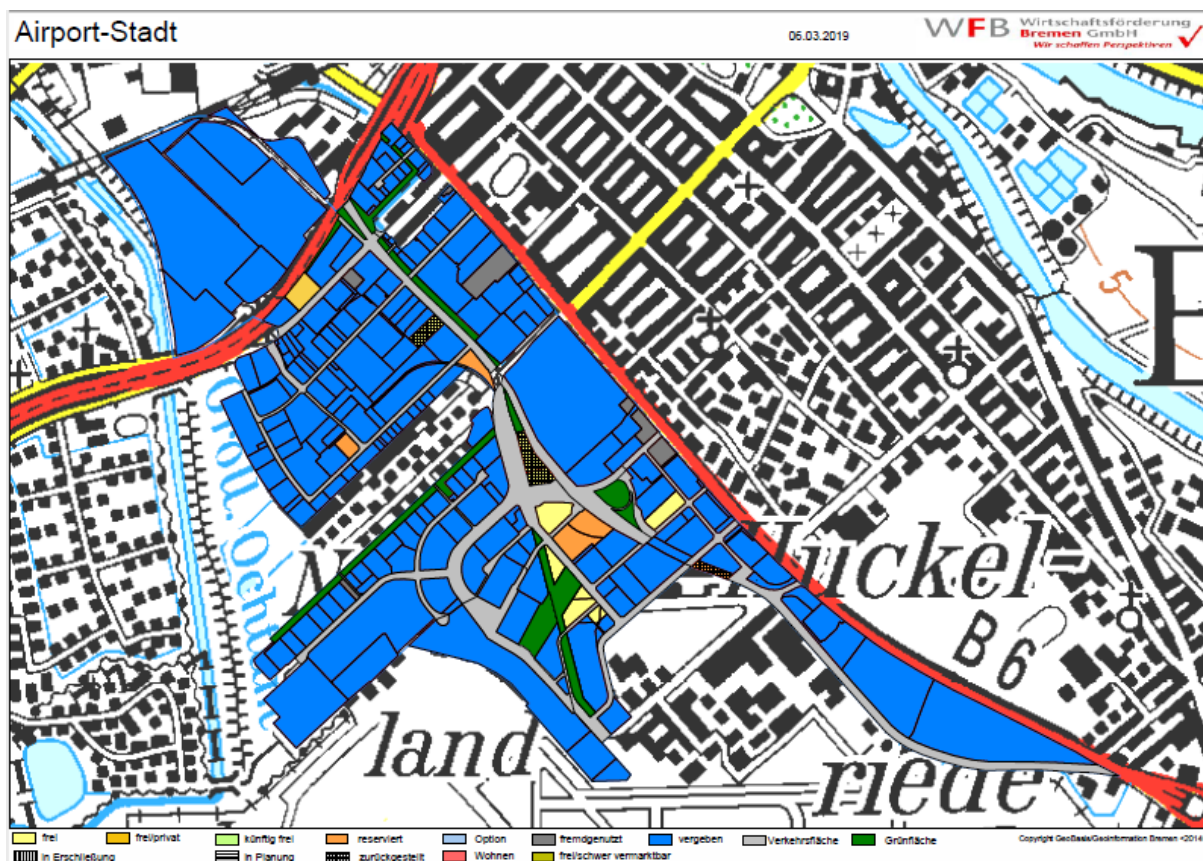 Airport-Stadt
06.03.2019
WFB Wirtschaftsförderung
Bremen GmbH
Wir schaffen Perspektiven
5
E
Huckel-
B 6
land
riede
frei
frei/privat
künftig frei
reserviert
Option
fremdgenutzt
vergeben
Verkehrsfläche
Grünfläche
Copyright GeoBasis/GeoInformation Bremen
in Erschließung
in Planung
zurückgestellt
Wohnen
frei/schwer vermarktbar